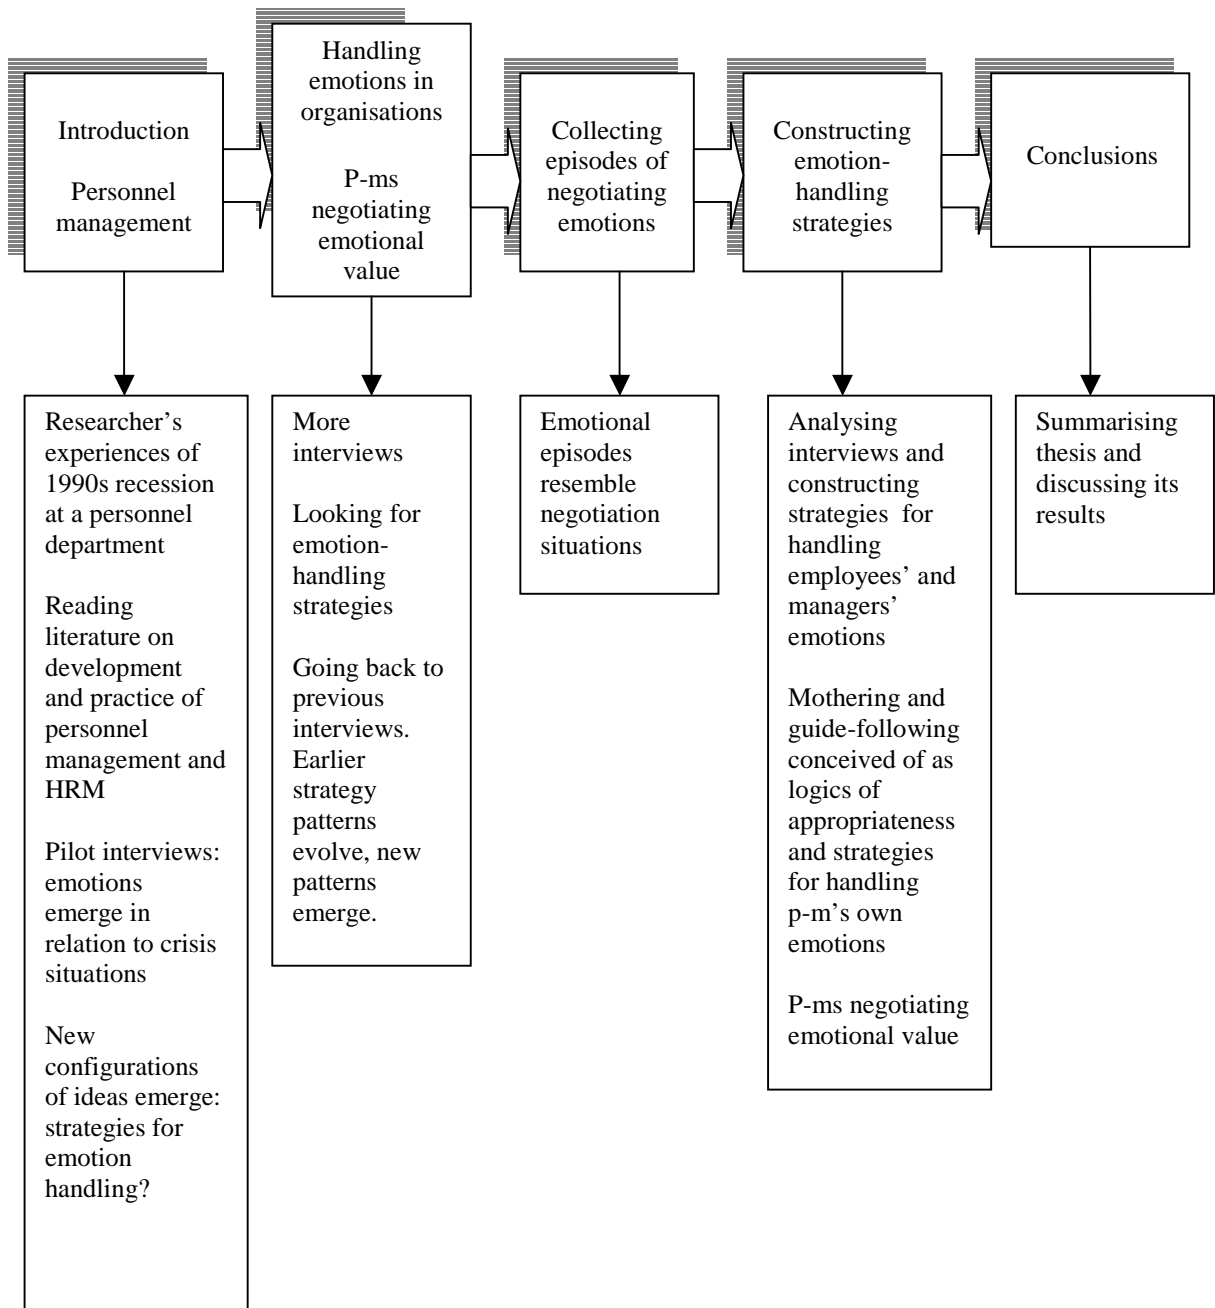 Introduction
Personnel
management
Handling
emotions in
organisations
P-ms
negotiating
emotional
value
Collecting
episodes of
negotiating
emotions
Constructing
emotion-
handling
strategies
Conclusions
Researcher’s
experiences of
1990s recession
at a personnel
department
Reading
literature on
development
and practice of
personnel
management and
HRM
Pilot interviews:
emotions
emerge in
relation to crisis
situations
New
configurations
of ideas emerge:
strategies for
emotion
handling?
More
interviews
Looking for
emotion-
handling
strategies
Going back to
previous
interviews.
Earlier
strategy
patterns
evolve, new
patterns
emerge.
Emotional
episodes
resemble
negotiation
situations
Analysing
interviews and
constructing
strategies for
handling
employees’ and
managers’
emotions
Mothering and
guide-following
conceived of as
logics of
appropriateness
and strategies
for handling
p-m’s own
emotions
P-ms negotiating
emotional value
Summarising
thesis and
discussing its
results